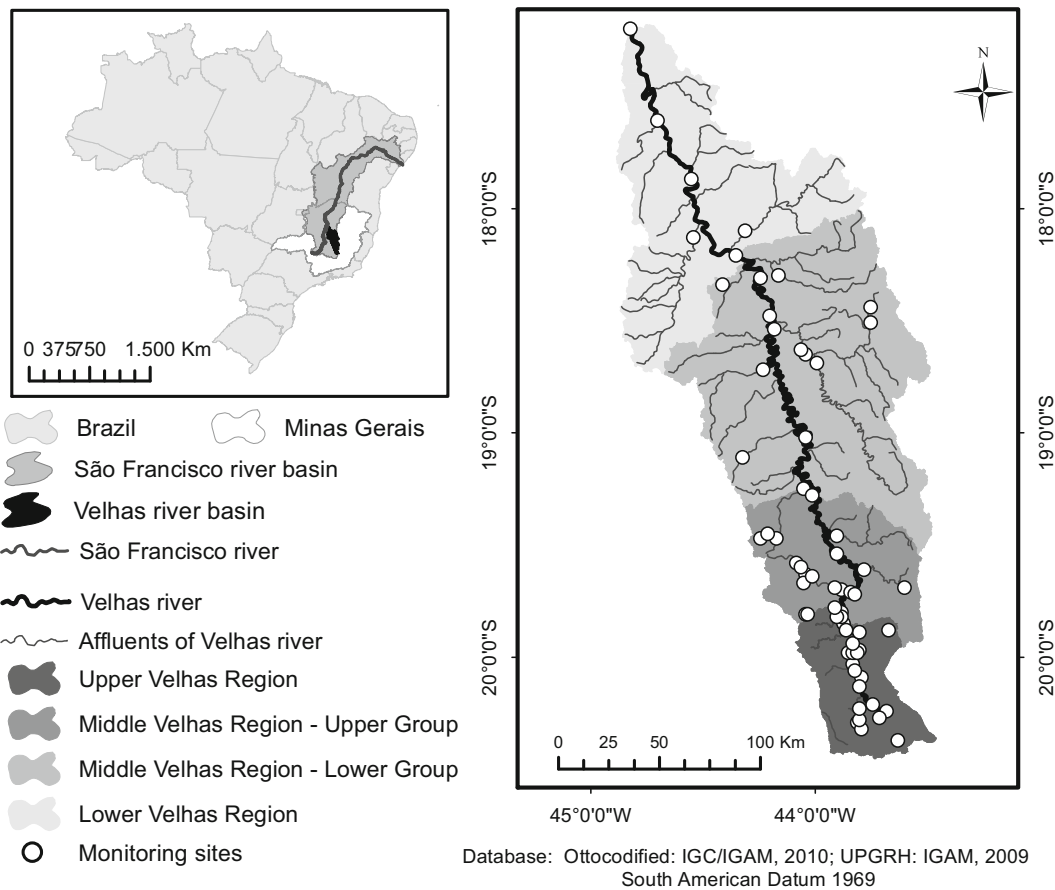 0 375750 1.500 Km
Brazil
Minas Gerais
São Francisco river basin
Velhas river basin
São Francisco river
Velhas river
Affluents of Velhas river
Upper Velhas Region
Middle Velhas Region - Upper Group
Middle Velhas Region - Lower Group
Lower Velhas Region
Monitoring sites
N
18°0'0"S
18°0'0"S
19°0'0"S
19°0'0"S
20°0'0"S
20°0'0"S
0 25 50 100 Km
45°0'0"W 44°0'0"W
Database: Ottocodified: IGC/IGAM, 2010; UPGRH: IGAM, 2009
South American Datum 1969